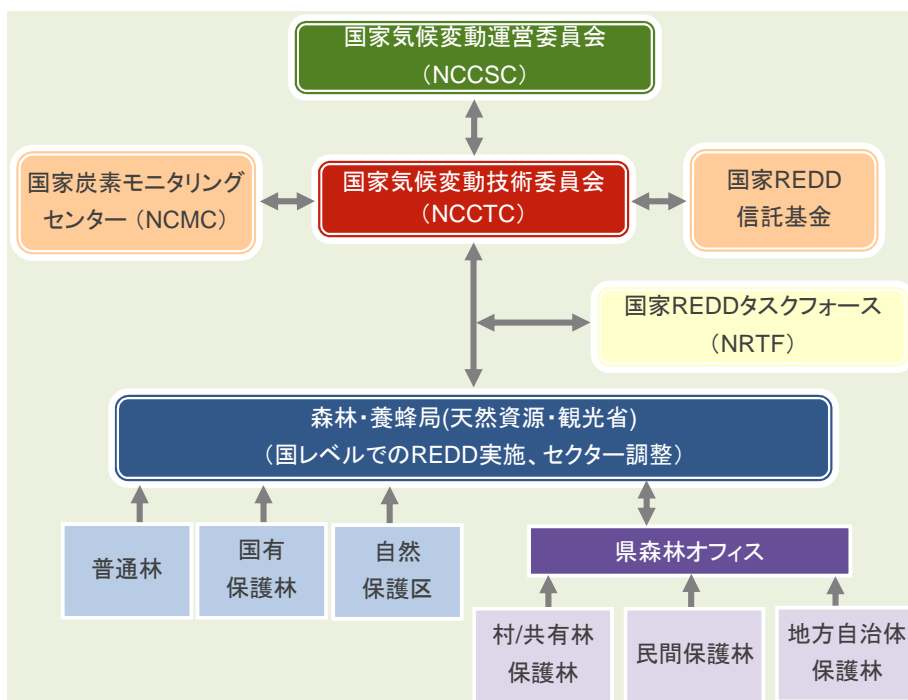 国家気候変動運営委員会
（NCCSC）
国家炭素モニタリング
センター（NCMC）
国家気候変動技術委員会
（NCCTC）
国家REDD
信託基金
国家REDDタスクフォース
（NRTF）
森林・養蜂局(天然資源・観光省)
（国レベルでのREDD実施、セクター調整）
普通林
国有
保護林
自然
保護区
県森林オフィス
村/共有林
保護林
民間保護林
地方自治体
保護林